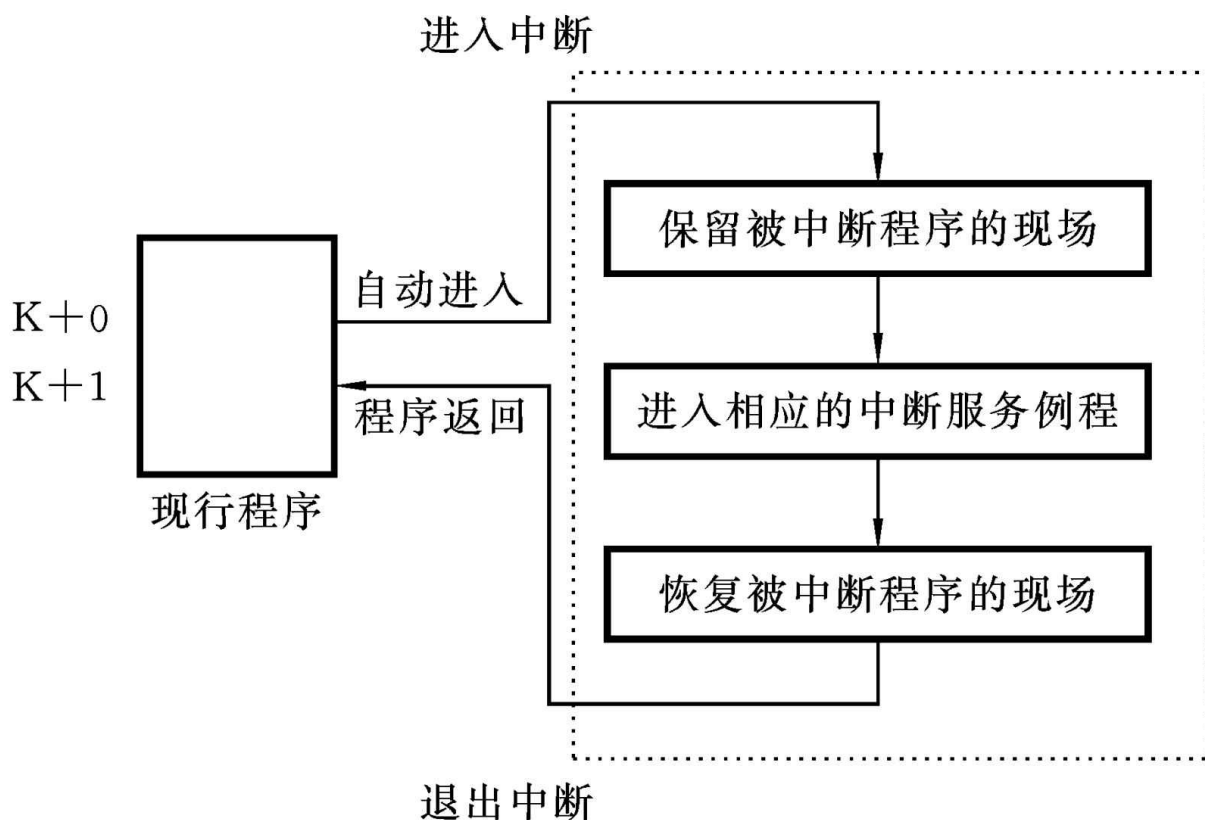 进入中断
保留被中断程序的现场
自动进入
K+0
K+1
程序返回
进入相应的中断服务例程
现行程序
恢复被中断程序的现场
退出中断